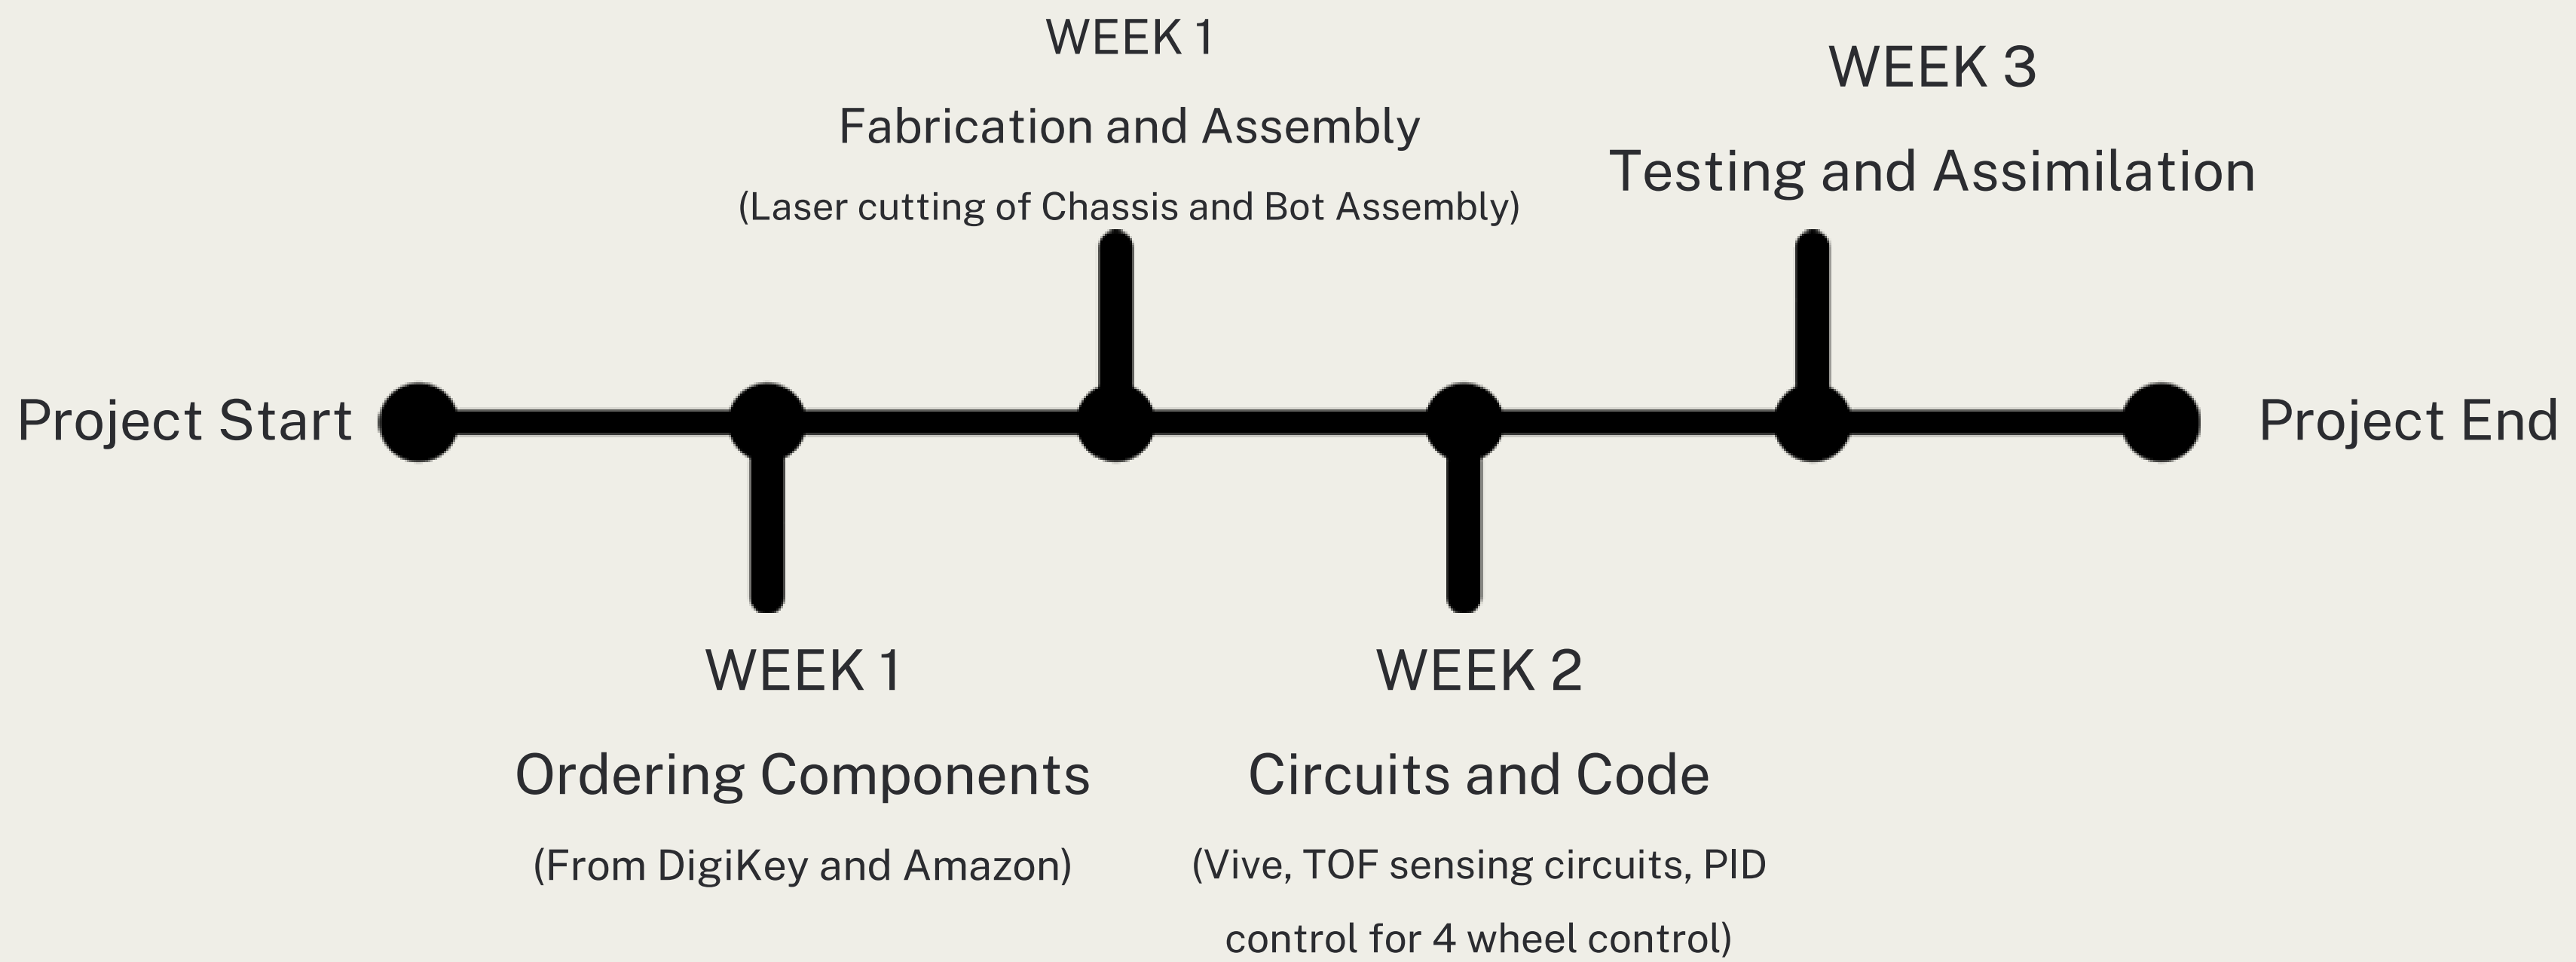 WEEK 1
Fabrication and Assembly
(Laser cutting of Chassis and Bot Assembly)
WEEK 3
Testing and Assimilation
Project Start
Project End
WEEK 1
Ordering Components
(From DigiKey and Amazon)
WEEK 2
Circuits and Code
(Vive, TOF sensing circuits, PID
control for 4 wheel control)